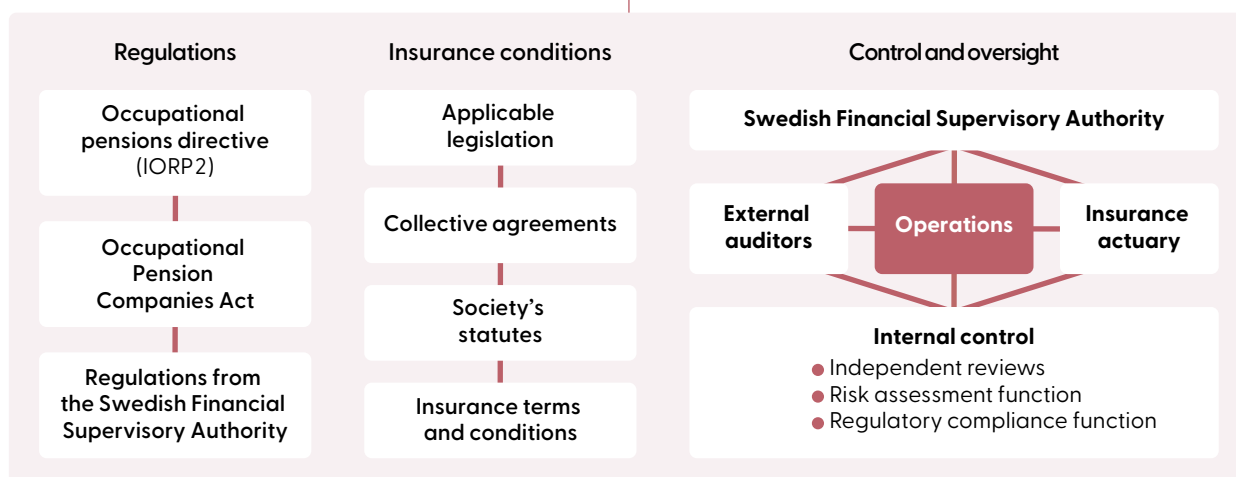 Regulations
Occupational
pensions directive
(IORP2)
Occupational
Pension
Companies Act
Regulations from
the Swedish Financial
Supervisory Authority
Insurance conditions
Applicable
legislation
Collective agreements
Society’s
statutes
Insurance terms
and conditions
Control and oversight
Swedish Financial Supervisory Authority
External
auditors
Operations
Insurance
actuary
Internal control
● Independent reviews
● Risk assessment function
● Regulatory compliance function